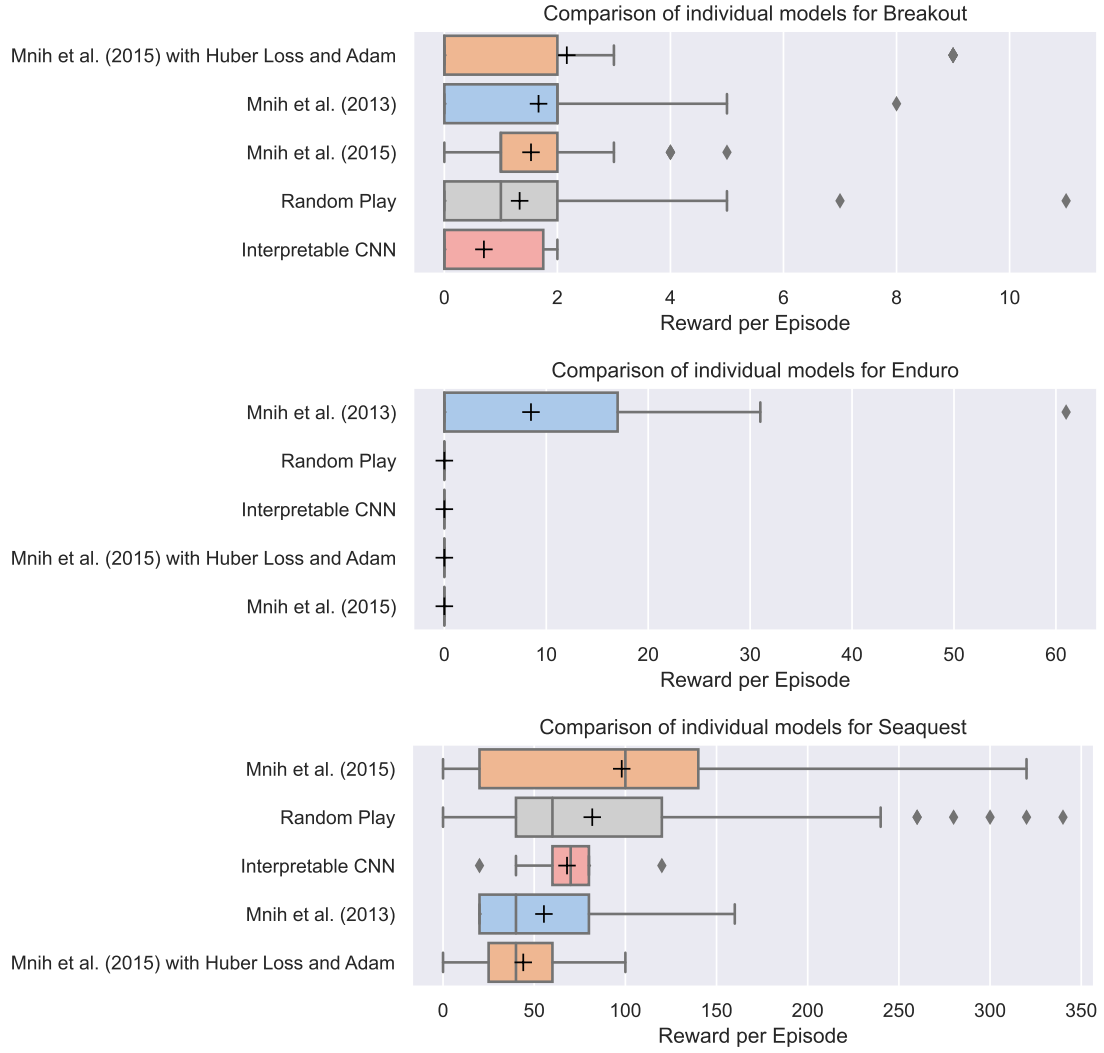 Comparison of individual models for Breakout
Mnih et al. (2015) with Huber Loss and Adam
Mnih et al. (2013)
Mnih et al. (2015)
Random Play
Interpretable CNN
0 2 4 6 8 10
Reward per Episode
Comparison of individual models for Enduro
Mnih et al. (2013)
Random Play
Interpretable CNN
Mnih et al. (2015) with Huber Loss and Adam
Mnih et al. (2015)
0 10 20 30 40 50 60
Reward per Episode
Comparison of individual models for Seaquest
Mnih et al. (2015)
Random Play
Interpretable CNN
Mnih et al. (2013)
Mnih et al. (2015) with Huber Loss and Adam
0 50 100 150 200 250 300 350
Reward per Episode